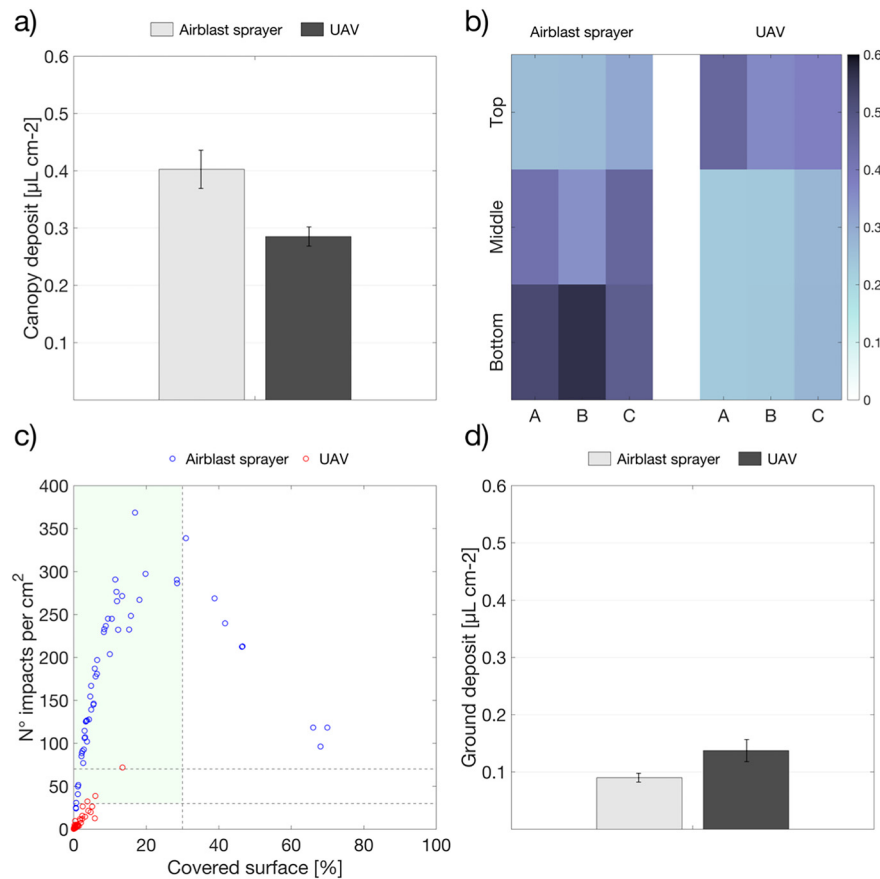 a)
Airblast sprayer
UAV
0.6
0.5
0.4
0.3
0.2
0.1
Canopy deposit [µL cm-2]
b)
Airblast sprayer
UAV
Top
Middle
Bottom
A
B
C
A
B
C
0.6
0.5
0.4
0.3
0.2
0.1
0
c)
Airblast sprayer
UAV
400
350
300
250
200
150
100
50
0
N° impacts per cm²
0
20
40
60
80
100
Covered surface [%]
d)
Airblast sprayer
UAV
0.6
0.5
0.4
0.3
0.2
0.1
Ground deposit [µL cm-2]